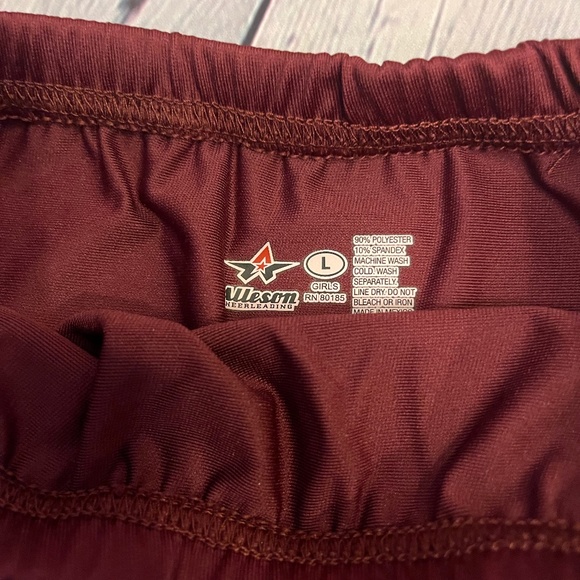 Alleson
CHEERLEADING
L
GIRLS
RN 80185
90% POLYESTER
10% SPANDEX
MACHINE WASH
COLD. WASH
SEPARATELY.
LINE DRY. DO NOT
BLEACH OR IRON
MADE IN MEXICO